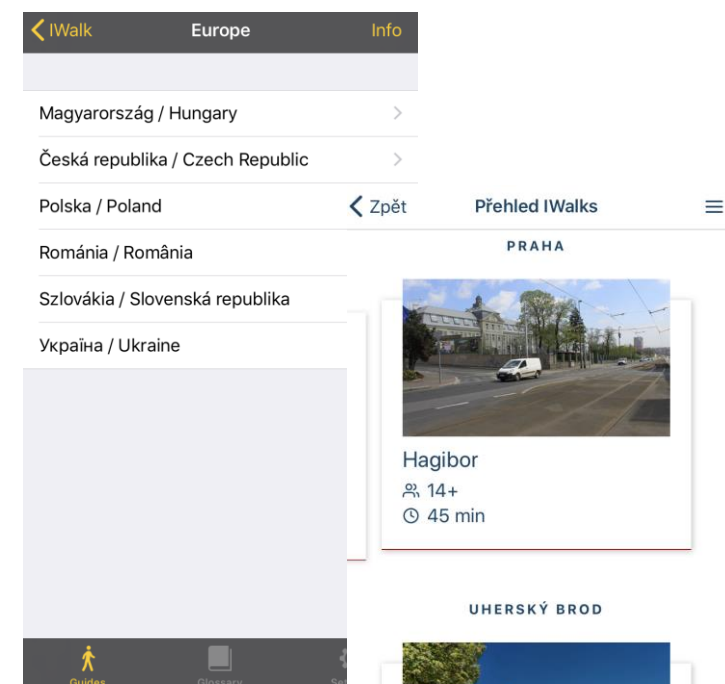 IWalk
Europe
Info
Magyarország / Hungary
Česká republika / Czech Republic
Polska / Poland
Románia / România
Szlovákia / Slovenská republika
Україна / Ukraine
Guides
Glossary
Zpět
Přehled IWalks
PRAHA
Hagibor
14+
45 min
UHERSKÝ BROD